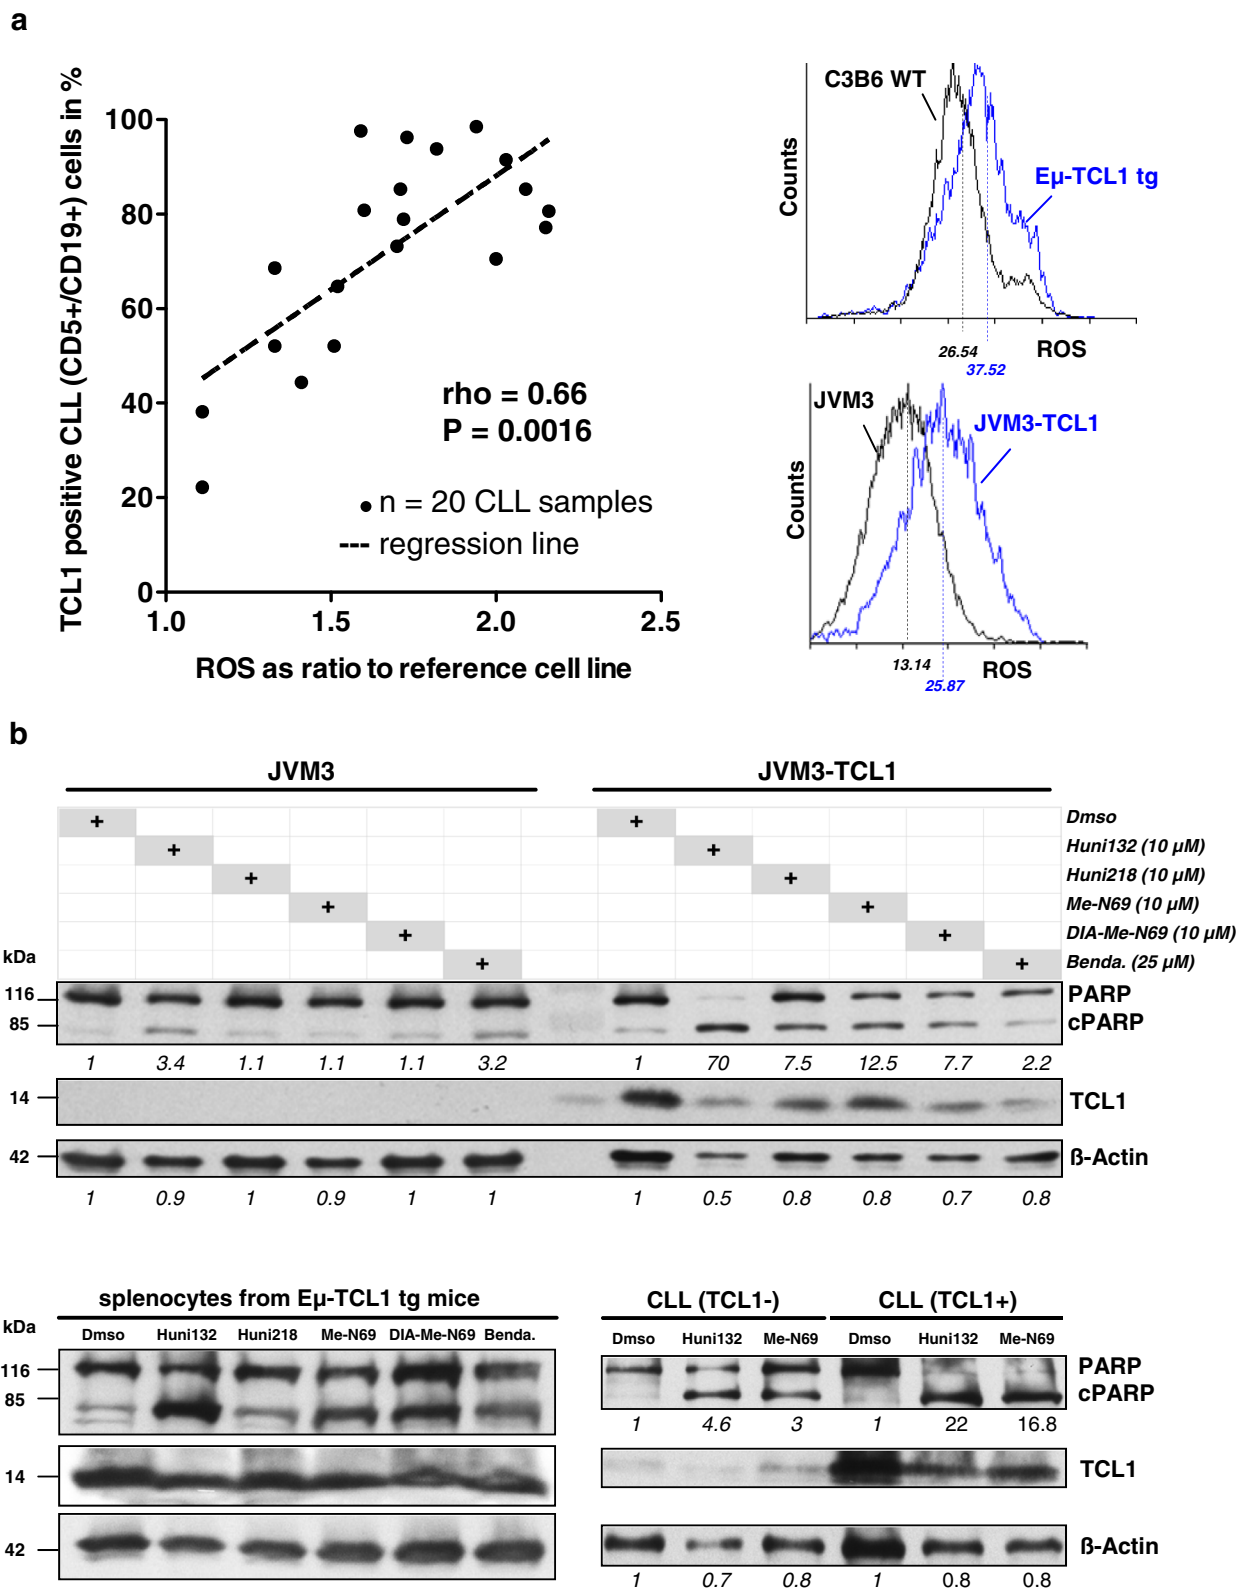 a
TCL1 positive CLL (CD5+/CD19+) cells in %
100
80
60
40
20
0
1.0 1.5 2.0 2.5
ROS as ratio to reference cell line
rho = 0.66
P = 0.0016
n = 20 CLL samples
regression line
C3B6 WT
Eµ-TCL1 tg
Counts
26.54
37.52
ROS
JVM3
JVM3-TCL1
Counts
13.14
25.87
ROS
b
JVM3 JVM3-TCL1
+ + Dmso
+ + Huni132 (10 µM)
+ + Huni218 (10 µM)
+ + Me-N69 (10 µM)
+ + DIA-Me-N69 (10 µM)
+ + Benda. (25 µM)
kDa
116 PARP
85 cPARP
1 3.4 1.1 1.1 1.1 3.2 1 70 7.5 12.5 7.7 2.2
14 TCL1
42 ß-Actin
1 0.9 1 0.9 1 1 1 0.5 0.8 0.8 0.7 0.8
splenocytes from Eµ-TCL1 tg mice
kDa
Dmso Huni132 Huni218 Me-N69 DIA-Me-N69 Benda.
116
85
14
42
CLL (TCL1-) CLL (TCL1+)
Dmso Huni132 Me-N69 Dmso Huni132 Me-N69
PARP
cPARP
1 4.6 3 1 22 16.8
TCL1
ß-Actin
1 0.7 0.8 1 0.8 0.8